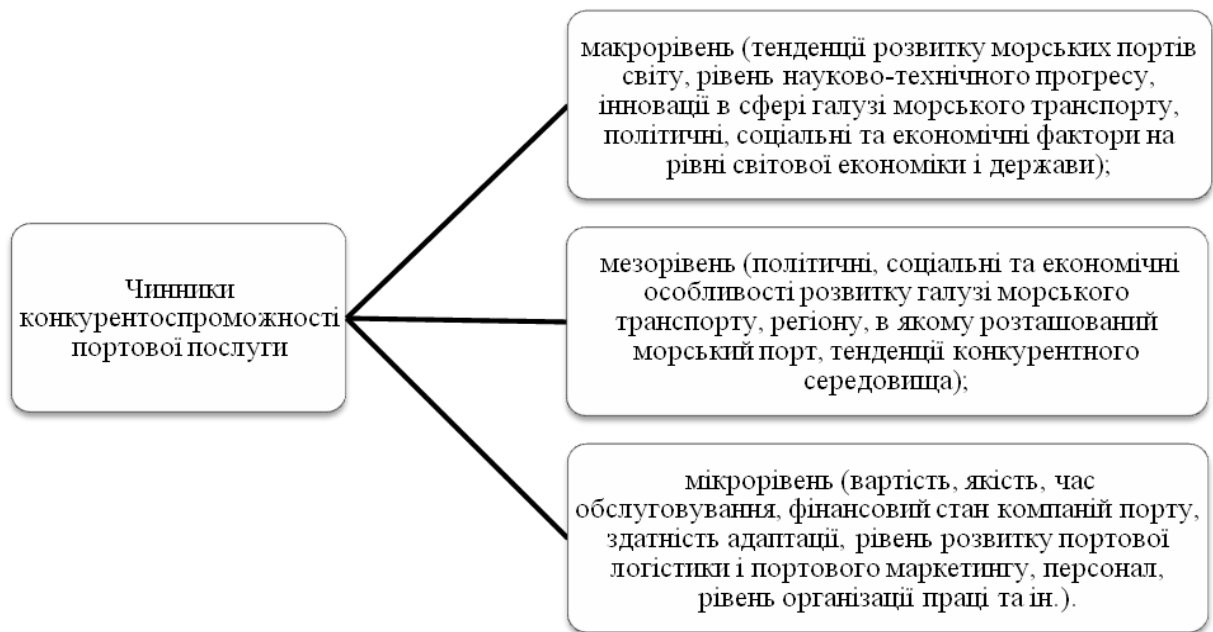 Чинники
конкурентоспроможності
портової послуги
макрорівень (тенденції розвитку морських портів
світу, рівень науково-технічного прогресу,
інновації в сфері галузі морського транспорту,
політичні, соціальні та економічні фактори на
рівні світової економіки і держави);
мезорівень (політичні, соціальні та економічні
особливості розвитку галузі морського
транспорту, регіону, в якому розташований
морський порт, тенденції конкурентного
середовища);
мікрорівень (вартість, якість, час
обслуговування, фінансовий стан компаній порту,
здатність адаптації, рівень розвитку портової
логістики і портового маркетингу, персонал,
рівень організації праці та ін.).